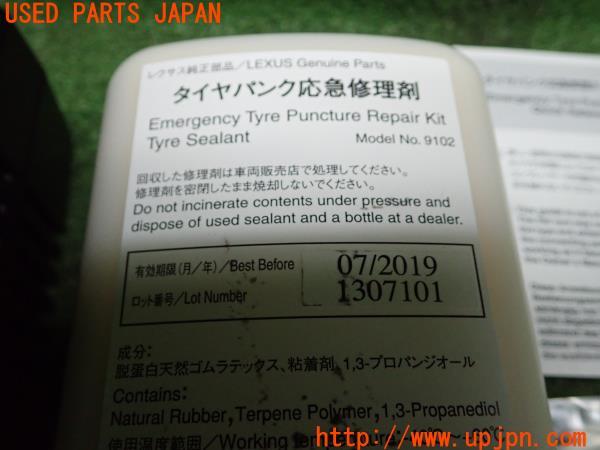 USED PARTS JAPAN
レクサス純正部品／LEXUS Genuine Parts
タイヤパンク応急修理剤
Emergency Tyre Puncture Repair Kit
Tyre Sealant
Model No. 9102
回収した修理剤は車両販売店で処理してください。
修理剤を密閉したまま焼却しないでください。
Do not incinerate contents under pressure and
dispose of used sealant and a bottle at a dealer.
有効期限（月／年）／Best Before 07/2019
ロット番号／Lot Number 1307101
成分：
脱蛋白天然ゴムラテックス、粘着剤、1,3-プロパンジオール
Contains:
Natural Rubber, Terpene Polymer, 1,3-Propanediol
使用温度範囲／Working
http://www.upjpn.com/